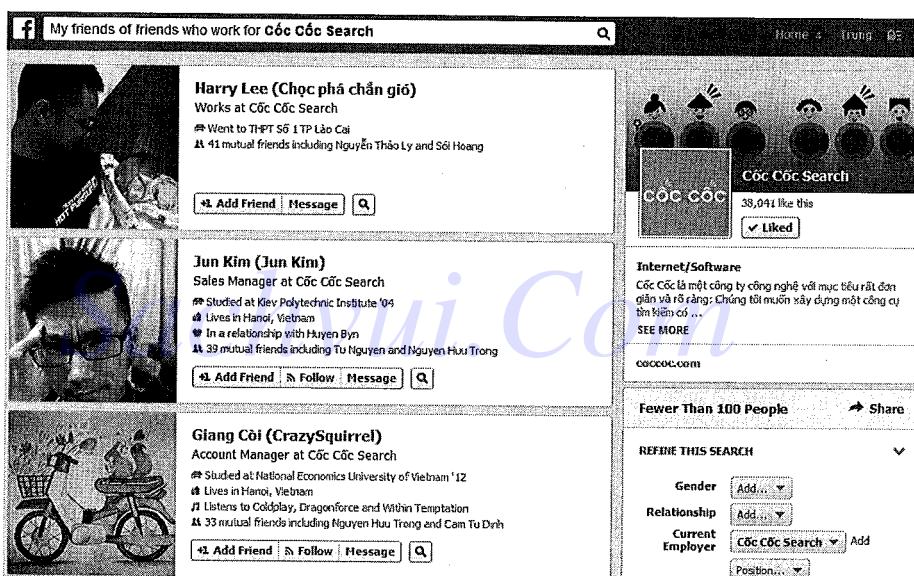 f My friends of friends who work for Cốc Cốc Search
Home Trung
Harry Lee (Chọc phá chẳn gió)
Works at Cốc Cốc Search
Went to THPT Số 1 TP Lào Cai
41 mutual friends including Nguyễn Thảo Ly and Sói Hoang
+1 Add Friend Message
HOT PURSUIT
Jun Kim (Jun Kim)
Sales Manager at Cốc Cốc Search
Studied at Kiev Polytechnic Institute '04
Lives in Hanoi, Vietnam
In a relationship with Huyen Byn
39 mutual friends including Tu Nguyen and Nguyen Huu Trong
+1 Add Friend Follow Message
Giang Còi (CrazySquirrel)
Account Manager at Cốc Cốc Search
Studied at National Economics University of Vietnam '12
Lives in Hanoi, Vietnam
Listens to Coldplay, Dragonforce and Within Temptation
33 mutual friends including Nguyen Huu Trong and Cam Tu Dinh
+1 Add Friend Follow Message
CỐC CỐC
Cốc Cốc Search
38,041 like this
✔ Liked
Internet/Software
Cốc Cốc là một công ty công nghệ với mục tiêu rất đơn
giản và rõ ràng: Chúng tôi muốn xây dựng một công cụ
tìm kiếm có ...
SEE MORE
coccoc.com
Fewer Than 100 People Share
REFINE THIS SEARCH
Gender Add...
Relationship Add...
Current Employer Cốc Cốc Search Add
Position...
Sachvui.Com